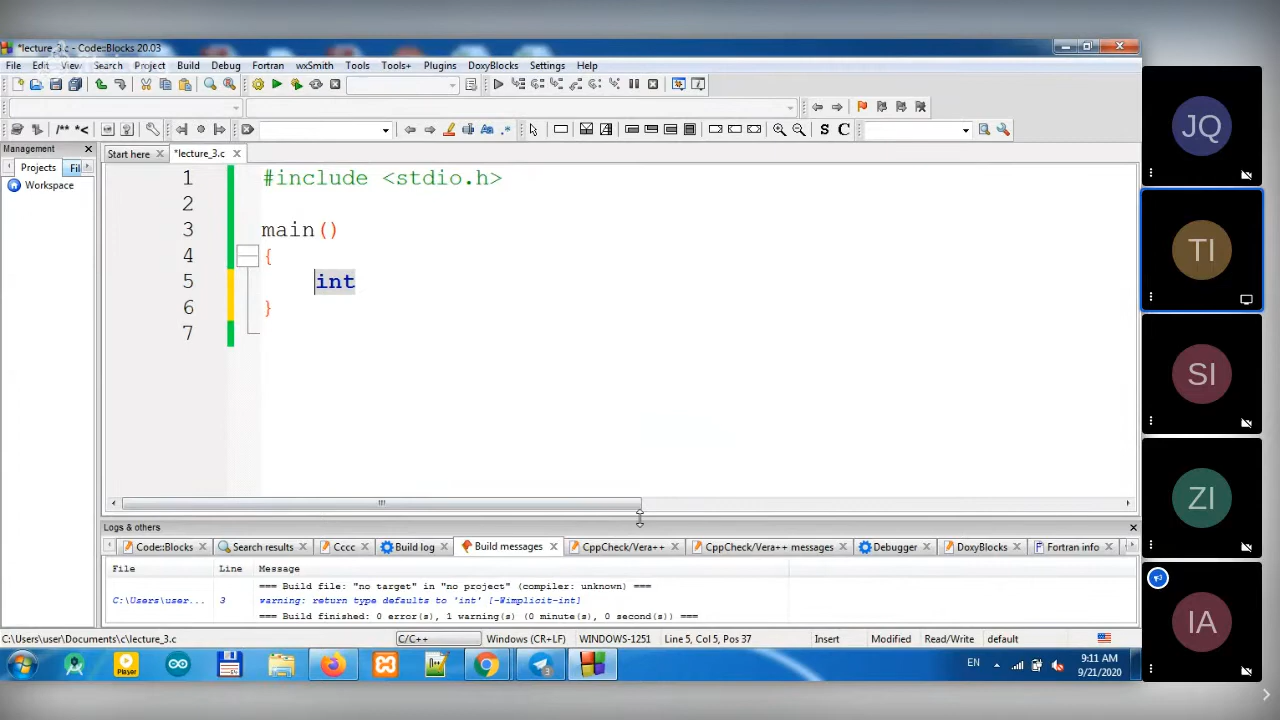 *lecture_3.c - Code::Blocks 20.03
File Edit View Search Project Build Debug Fortran wxSmith Tools Tools+ Plugins DoxyBlocks Settings Help
/** *<
Aa .* S C
Management
Projects Fil
Workspace
Start here *lecture_3.c
1 #include <stdio.h>
2
3 main()
4 {
5 int
6 }
7
Logs & others
Code::Blocks Search results Cccc Build log Build messages CppCheck/Vera++ CppCheck/Vera++ messages Debugger DoxyBlocks Fortran info
File Line Message
=== Build file: "no target" in "no project" (compiler: unknown) ===
C:\Users\user... 3 warning: return type defaults to 'int' [-Wimplicit-int]
=== Build finished: 0 error(s), 1 warning(s) (0 minute(s), 0 second(s)) ===
C:\Users\user\Documents\c\lecture_3.c C/C++ Windows (CR+LF) WINDOWS-1251 Line 5, Col 5, Pos 37 Insert Modified Read/Write default
Player EN 9:11 AM
9/21/2020
JQ
TI
SI
ZI
IA